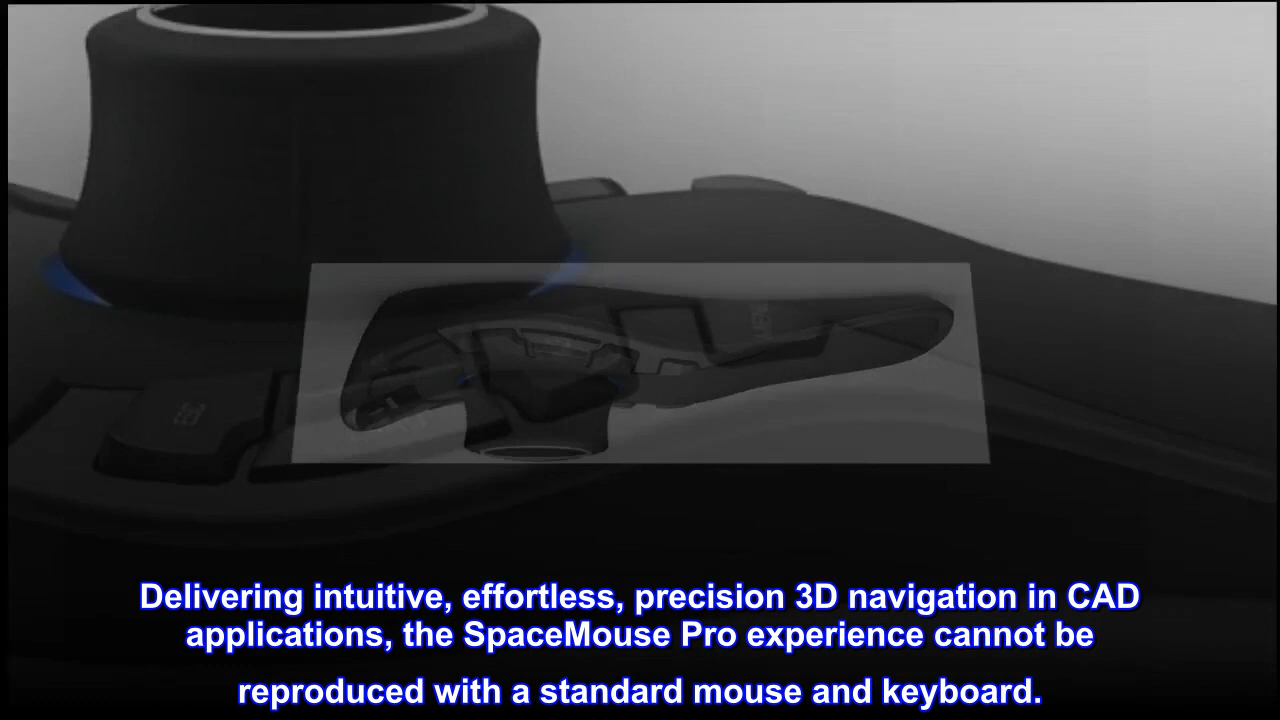 ESC
Delivering intuitive, effortless, precision 3D navigation in CAD
applications, the SpaceMouse Pro experience cannot be
reproduced with a standard mouse and keyboard.